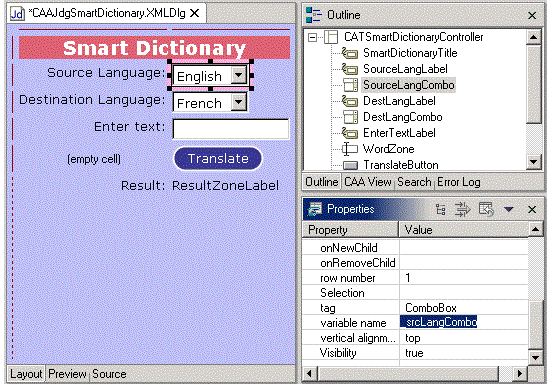 *CAAJdgSmartDictionary.XMLDlg
Smart Dictionary
Source Language: English
Destination Language: French
Enter text:
(empty cell) Translate
Result: ResultZoneLabel
Layout Preview Source
Outline
CATSmartDictionaryController
SmartDictionaryTitle
SourceLangLabel
SourceLangCombo
DestLangLabel
DestLangCombo
EnterTextLabel
WordZone
TranslateButton
Outline CAA View Search Error Log
Properties
Property Value
onNewChild
onRemoveChild
row number 1
Selection
tag ComboBox
variable name srcLangCombo
vertical alignm... top
Visibility true